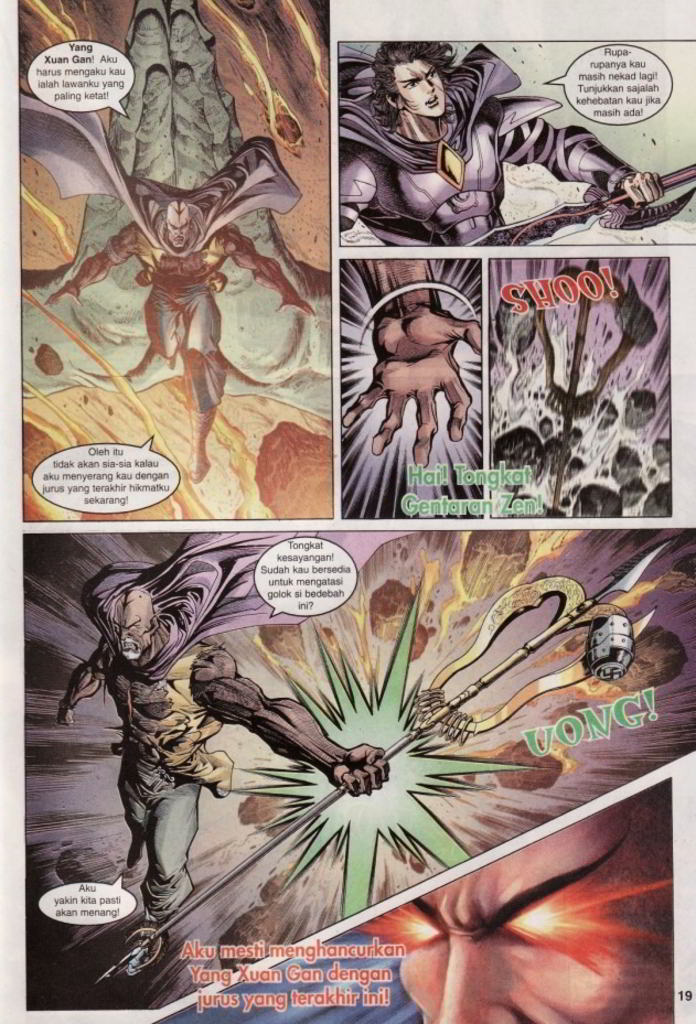 Yang
Xuan Gan! Aku
harus mengaku kau
ialah lawanku yang
paling ketat!
Rupa-
rupanya kau
masih nekad lagi!
Tunjukkan sajalah
kehebatan kau jika
masih ada!
Oleh itu
tidak akan sia-sia kalau
aku menyerang kau dengan
jurus yang terakhir hikmatku
sekarang!
SHOO!
Hai! Tongkat
Gentaran Zen!
Tongkat
kesayangan!
Sudah kau bersedia
untuk mengatasi
golok si bedebah
ini?
UONG!
Aku
yakin kita pasti
akan menang!
Aku mesti menghancurkan
Yang Xuan Gan dengan
jurus yang terakhir ini!
19